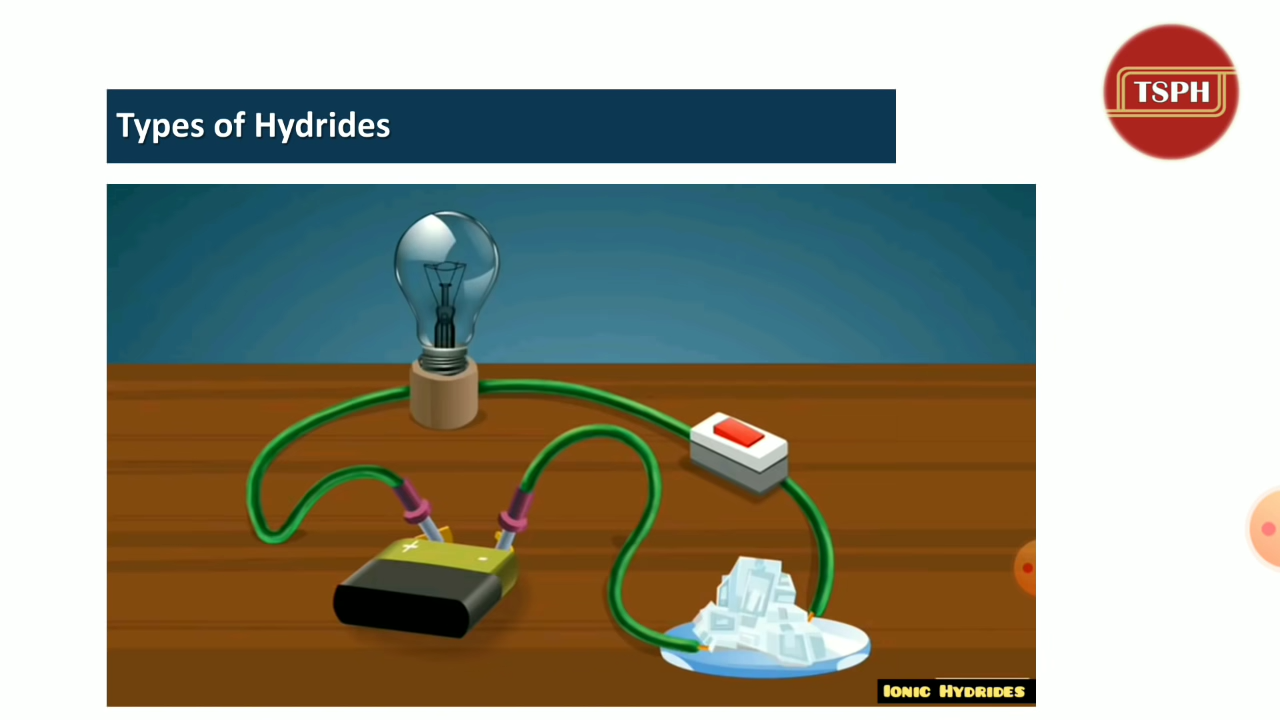 TSPH
Types of Hydrides
+
-
IONIC HYDRIDES